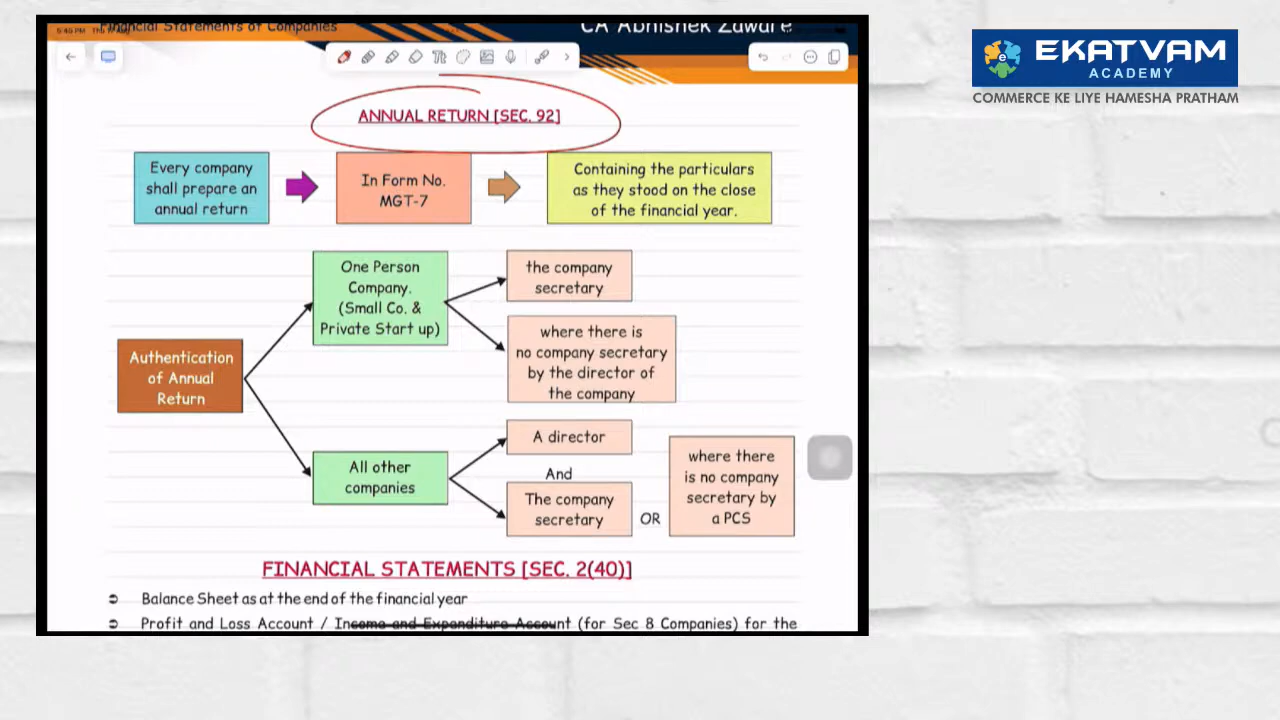 Financial Statements of Companies
CA Abhishek Zaware
5:46 PM
EKATVAM
ACADEMY
COMMERCE KE LIYE HAMESHA PRATHAM
ANNUAL RETURN [SEC. 92]
Every company
shall prepare an
annual return
In Form No.
MGT-7
Containing the particulars
as they stood on the close
of the financial year.
One Person
Company.
(Small Co. &
Private Start up)
the company
secretary
where there is
no company secretary
by the director of
the company
Authentication
of Annual
Return
All other
companies
A director
And
The company
secretary
OR
where there
is no company
secretary by
a PCS
FINANCIAL STATEMENTS [SEC. 2(40)]
Balance Sheet as at the end of the financial year
Profit and Loss Account / Income and Expenditure Account (for Sec 8 Companies) for the